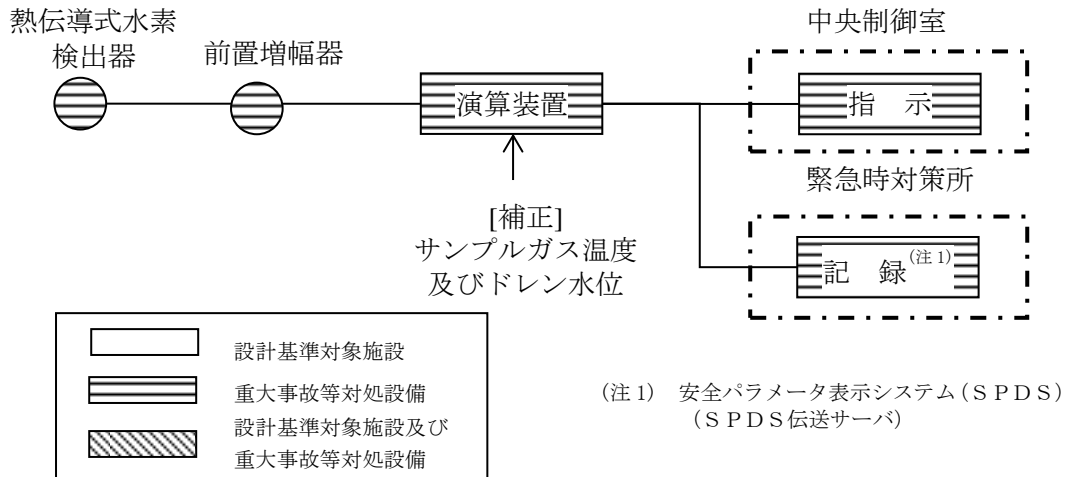 熱伝導式水素
検出器
前置増幅器
演算装置
[補正]
サンプルガス温度
及びドレン水位
中央制御室
指　示
緊急時対策所
記　録(注1)
設計基準対象施設
重大事故等対処設備
設計基準対象施設及び
重大事故等対処設備
(注1)　安全パラメータ表示システム(ＳＰＤＳ)
(ＳＰＤＳ伝送サーバ)